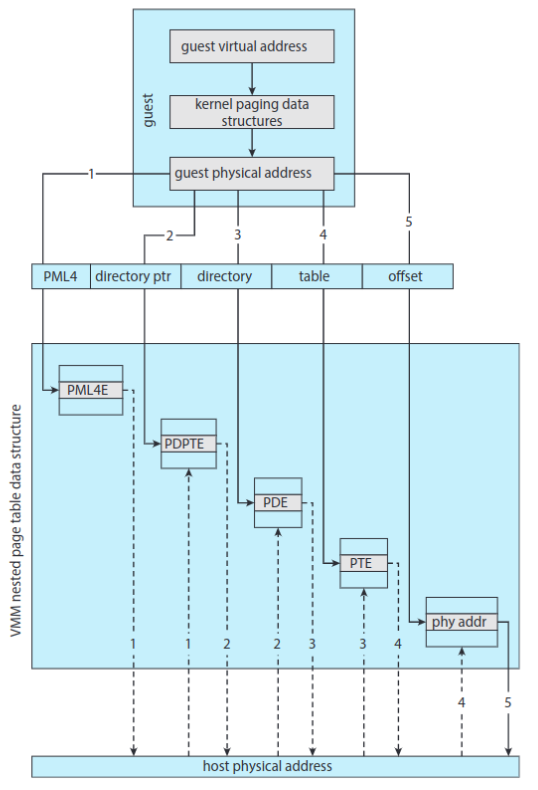 guest virtual address
guest
kernel paging data
structures
guest physical address
1
2
3
4
5
PML4
directory ptr
directory
table
offset
VMM nested page table data structure
PML4E
PDPTE
PDE
PTE
phy addr
1
1
2
2
3
3
4
4
5
host physical address